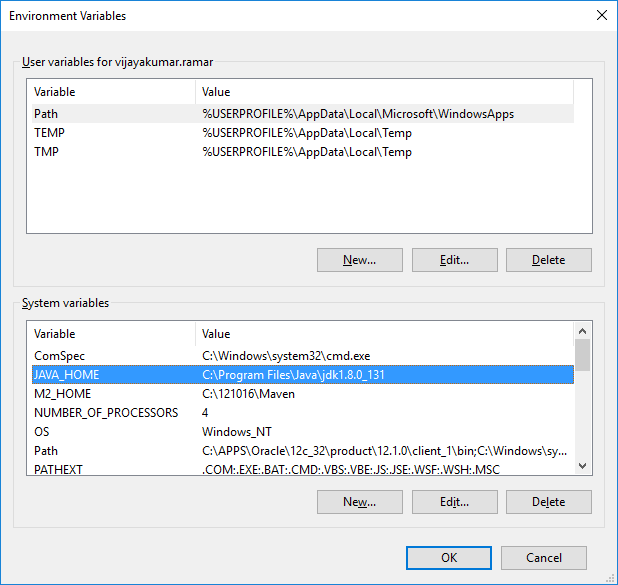 Environment Variables
User variables for vijayakumar.ramar
Variable Value
Path %USERPROFILE%\AppData\Local\Microsoft\WindowsApps
TEMP %USERPROFILE%\AppData\Local\Temp
TMP %USERPROFILE%\AppData\Local\Temp
New... Edit... Delete
System variables
Variable Value
ComSpec C:\Windows\system32\cmd.exe
JAVA_HOME C:\Program Files\Java\jdk1.8.0_131
M2_HOME C:\121016\Maven
NUMBER_OF_PROCESSORS 4
OS Windows_NT
Path C:\APPS\Oracle\12c_32\product\12.1.0\client_1\bin;C:\Windows\sy...
PATHEXT .COM;.EXE;.BAT;.CMD;.VBS;.VBE;.JS;.JSE;.WSF;.WSH;.MSC
New... Edit... Delete
OK Cancel